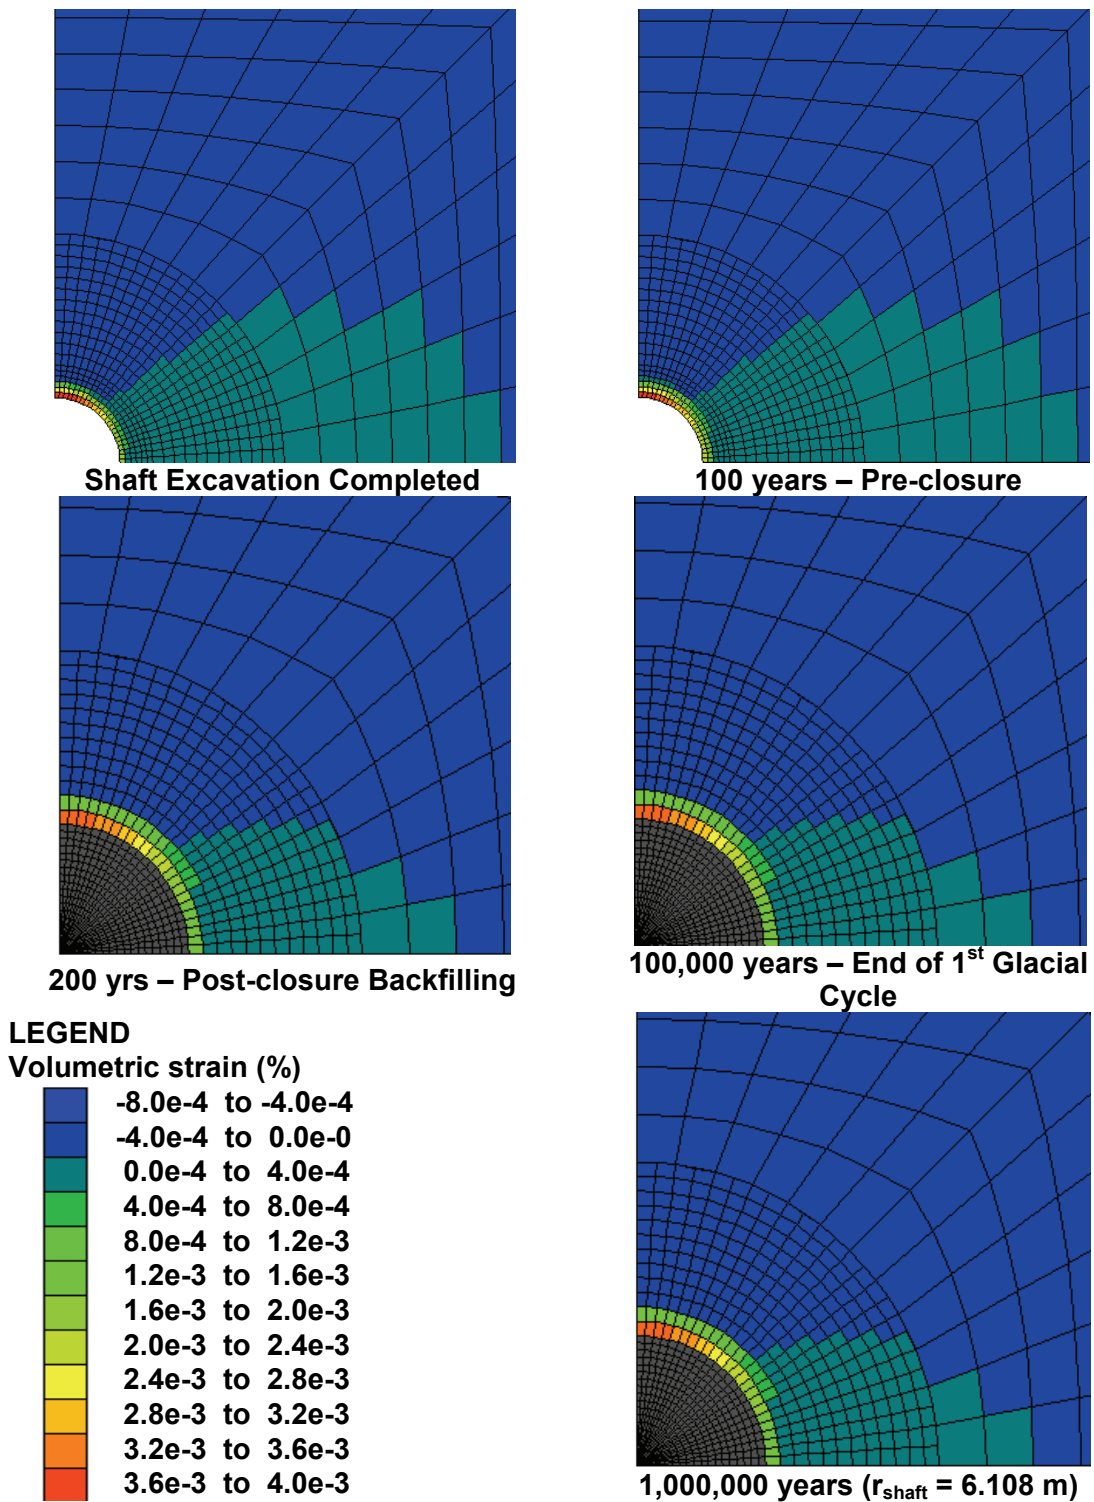 Shaft Excavation Completed
100 years – Pre-closure
200 yrs – Post-closure Backfilling
100,000 years – End of 1st Glacial
Cycle
LEGEND
Volumetric strain (%)
-8.0e-4 to -4.0e-4
-4.0e-4 to 0.0e-0
0.0e-4 to 4.0e-4
4.0e-4 to 8.0e-4
8.0e-4 to 1.2e-3
1.2e-3 to 1.6e-3
1.6e-3 to 2.0e-3
2.0e-3 to 2.4e-3
2.4e-3 to 2.8e-3
2.8e-3 to 3.2e-3
3.2e-3 to 3.6e-3
3.6e-3 to 4.0e-3
1,000,000 years (rshaft = 6.108 m)